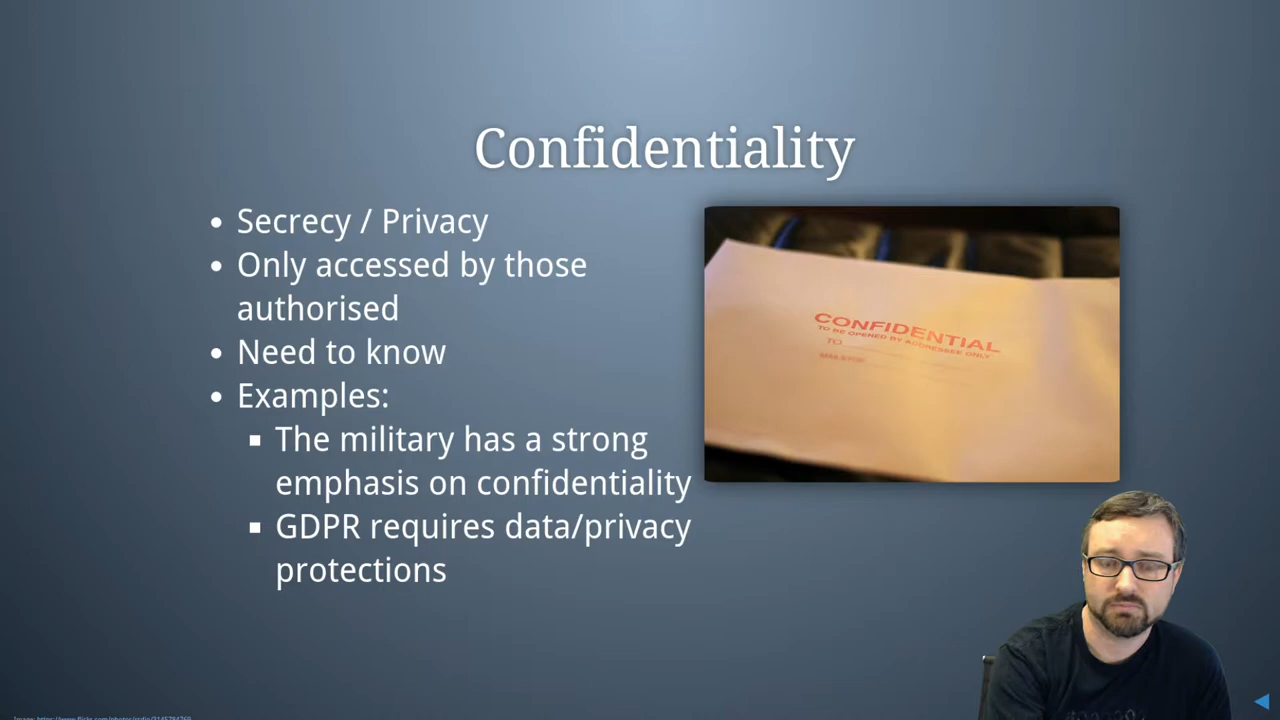 Confidentiality
• Secrecy / Privacy
• Only accessed by those
authorised
• Need to know
• Examples:
▪ The military has a strong
emphasis on confidentiality
▪ GDPR requires data/privacy
protections
CONFIDENTIAL
TO BE OPENED BY ADDRESSEE ONLY
TO